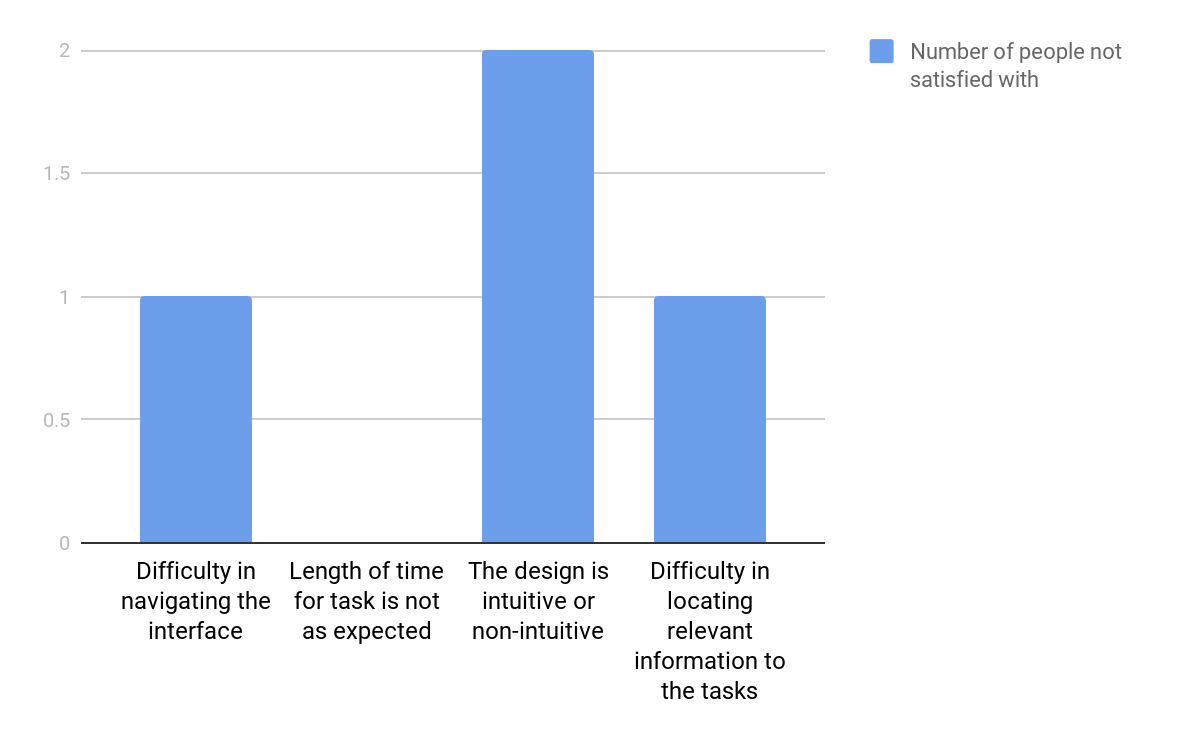 2
1.5
1
0.5
0
Number of people not
satisfied with
Difficulty in
navigating the
interface
Length of time
for task is not
as expected
The design is
intuitive or
non-intuitive
Difficulty in
locating
relevant
information to
the tasks